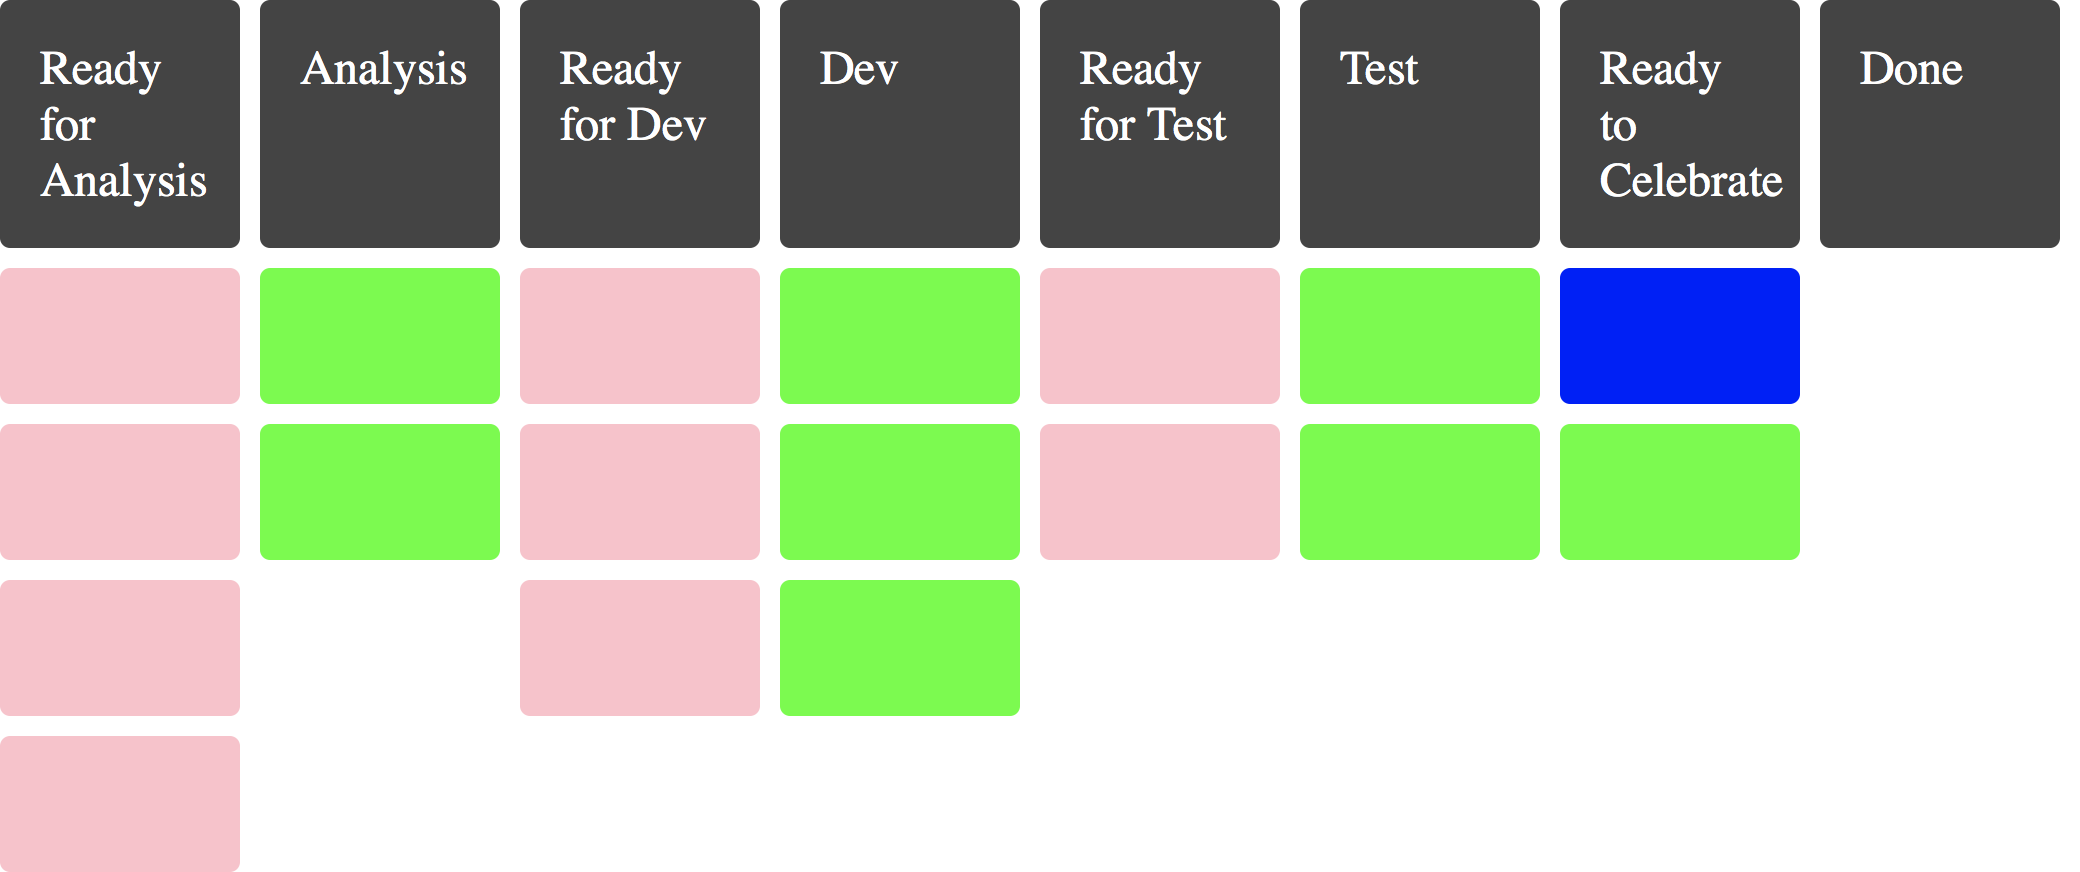 Ready
for
Analysis
Analysis
Ready
for Dev
Dev
Ready
for Test
Test
Ready
to
Celebrate
Done